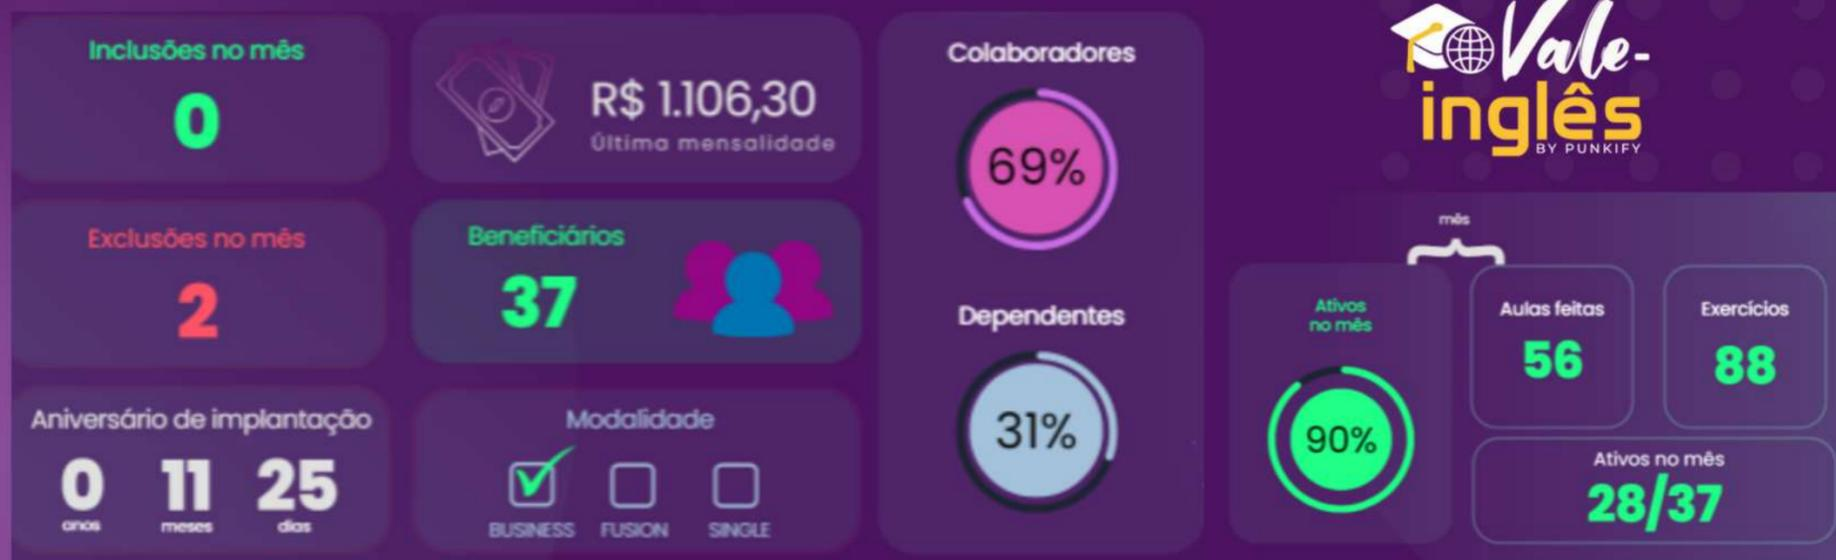 Inclusões no mês
0
R$ 1.106,30
Última mensalidade
Colaboradores
69%
Vale-
inglês
BY PUNKIFY
Exclusões no mês
2
Beneficiários
37
Dependentes
31%
mês
Ativos
no mês
90%
Aulas feitas
56
Exercícios
88
Ativos no mês
28/37
Aniversário de implantação
0 11 25
anos meses dias
Modalidade
BUSINESS FUSION SINGLE